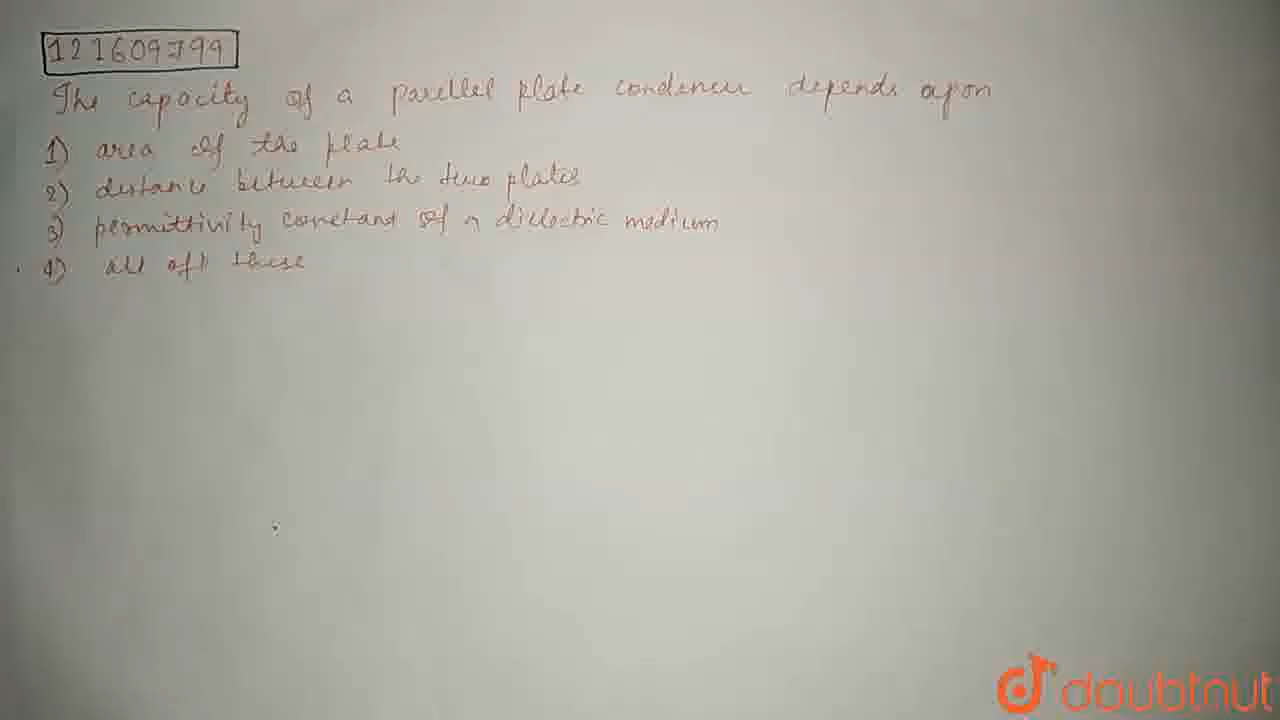 121609799
The capacity of a parellel plate condenser depends upon
1) area of the plate
2) distance between the two plates
3) permittivity constant of a dielectric medium
4) all of these
doubtnut